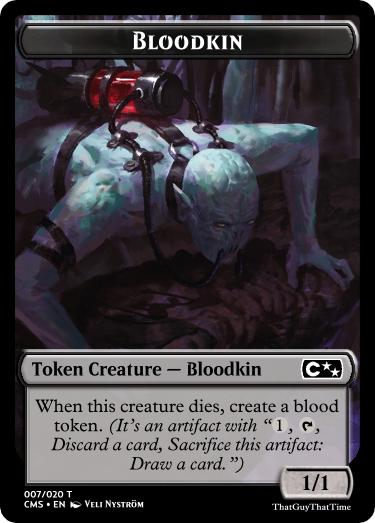 BLOODKIN
Token Creature — Bloodkin
C
When this creature dies, create a blood
token. (It's an artifact with “1, ,
Discard a card, Sacrifice this artifact:
Draw a card.”)
1/1
007/020 T
CMS • EN VELI NYSTRÖM
ThatGuyThatTime